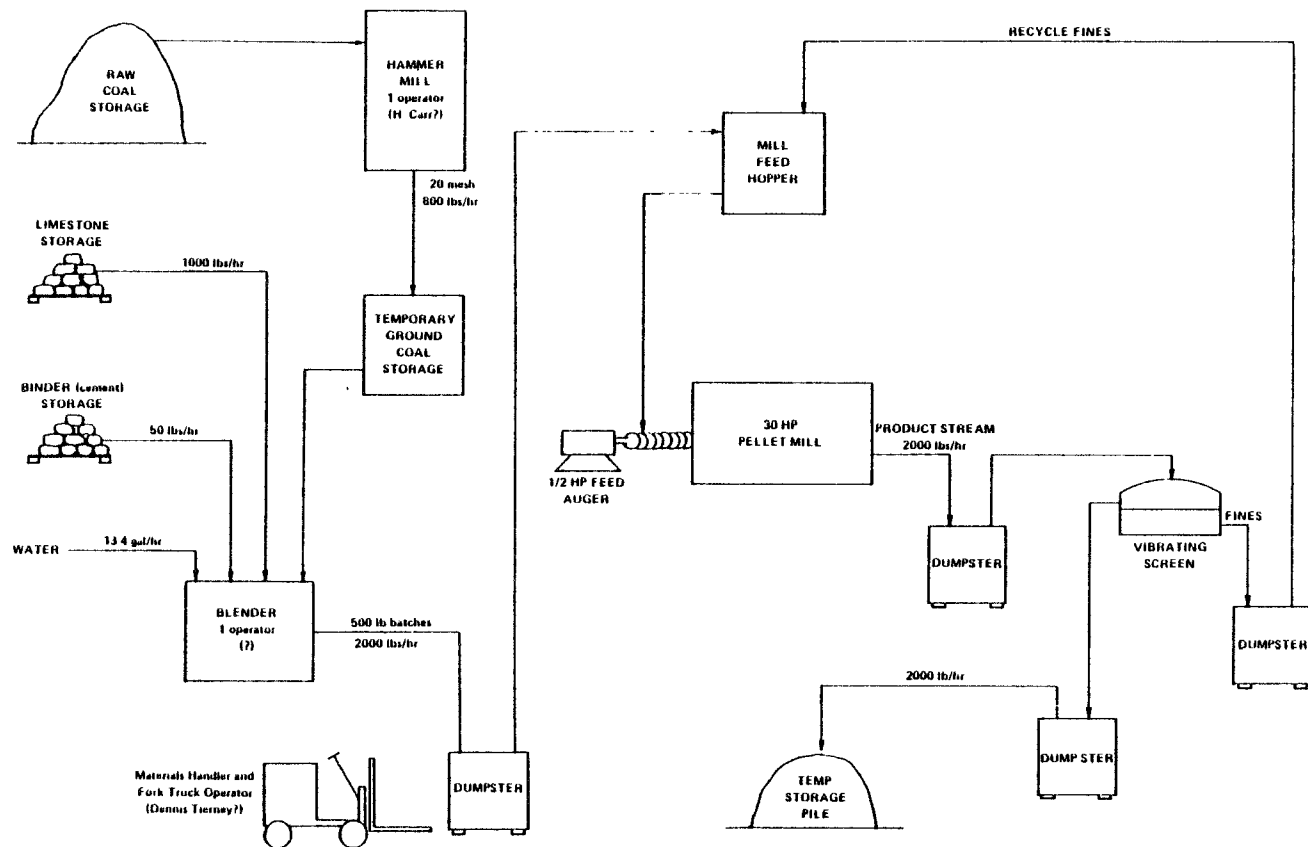 RAW
COAL
STORAGE
HAMMER
MILL
1 operator
(H Carr?)
20 mesh
800 lbs/hr
LIMESTONE
STORAGE
1000 lbs/hr
TEMPORARY
GROUND
COAL
STORAGE
BINDER (cement)
STORAGE
50 lbs/hr
WATER
13 4 gal/hr
BLENDER
1 operator
(?)
500 lb batches
2000 lbs/hr
Materials Handler and
Fork Truck Operator
(Dennis Tierney?)
DUMPSTER
RECYCLE FINES
MILL
FEED
HOPPER
1/2 HP FEED
AUGER
30 HP
PELLET MILL
PRODUCT STREAM
2000 lbs/hr
DUMPSTER
VIBRATING
SCREEN
FINES
DUMPSTER
2000 lb/hr
DUMPSTER
TEMP
STORAGE
PILE